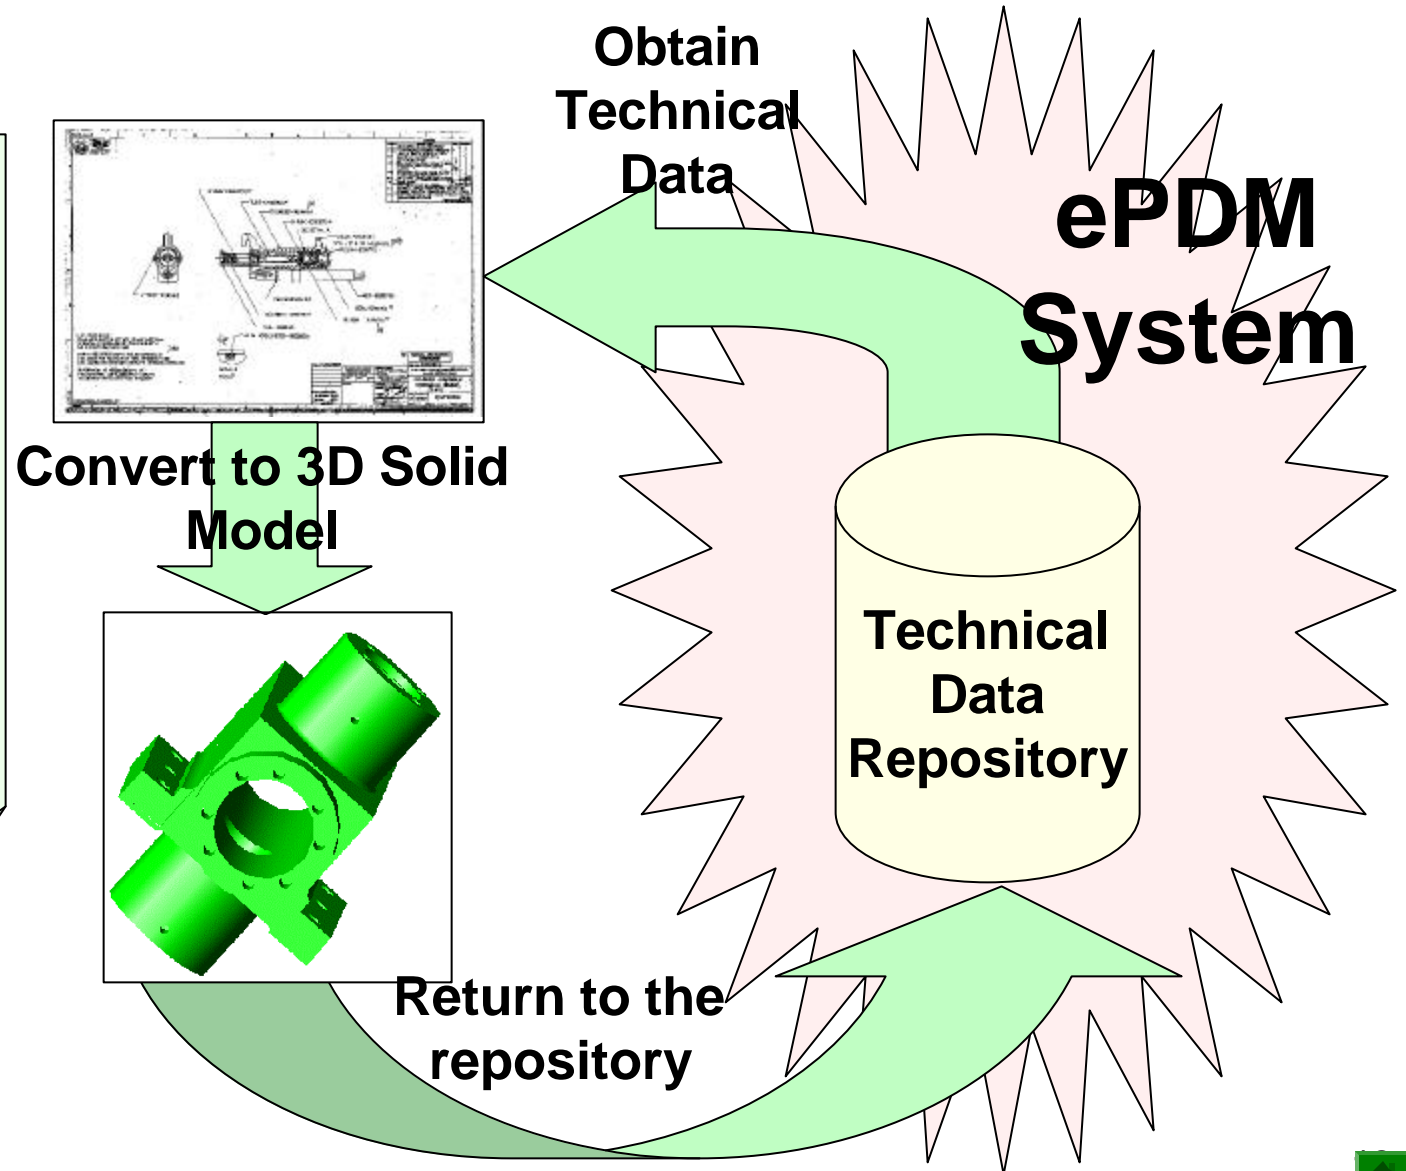 Obtain
Technical
Data
ePDM
System
Convert to 3D Solid
Model
Technical
Data
Repository
Return to the
repository